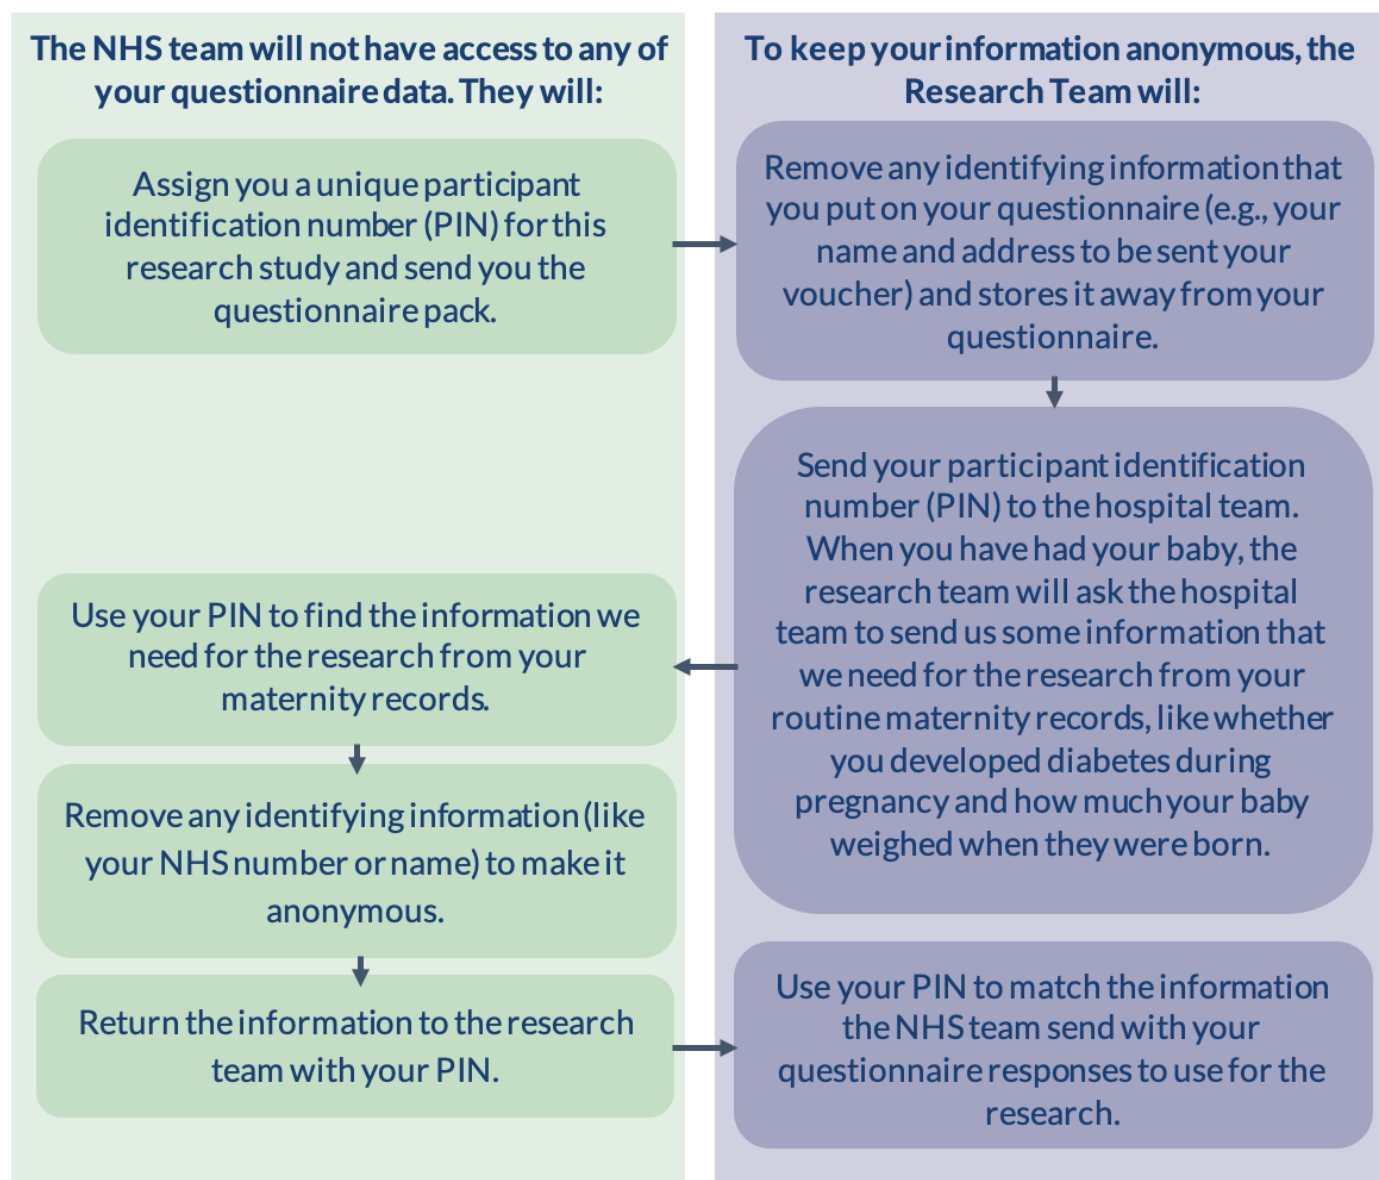 The NHS team will not have access to any of
your questionnaire data. They will:
Assign you a unique participant
identification number (PIN) for this
research study and send you the
questionnaire pack.
Use your PIN to find the information we
need for the research from your
maternity records.
Remove any identifying information (like
your NHS number or name) to make it
anonymous.
Return the information to the research
team with your PIN.
To keep your information anonymous, the
Research Team will:
Remove any identifying information that
you put on your questionnaire (e.g., your
name and address to be sent your
voucher) and stores it away from your
questionnaire.
Send your participant identification
number (PIN) to the hospital team.
When you have had your baby, the
research team will ask the hospital
team to send us some information that
we need for the research from your
routine maternity records, like whether
you developed diabetes during
pregnancy and how much your baby
weighed when they were born.
Use your PIN to match the information
the NHS team send with your
questionnaire responses to use for the
research.